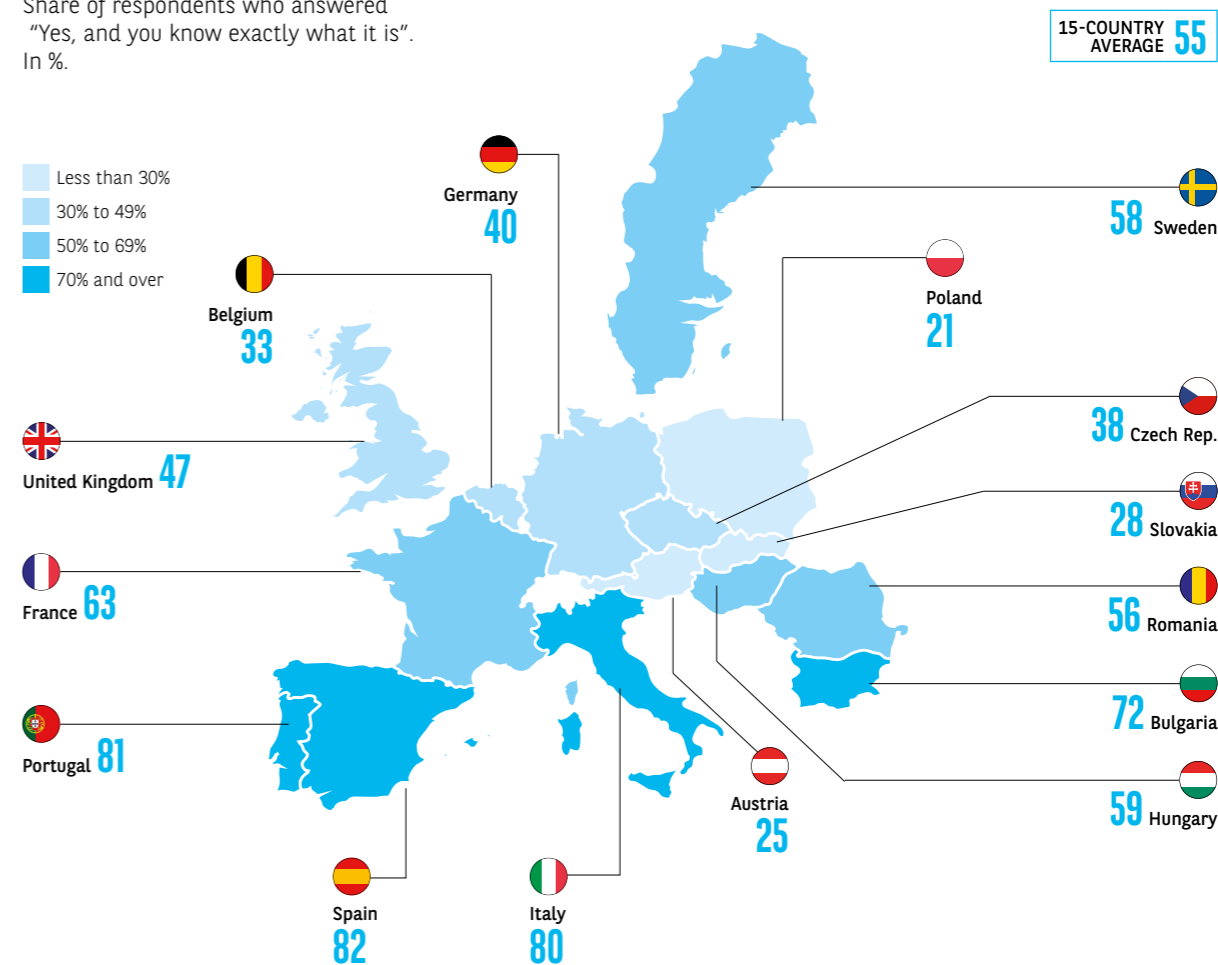 Share of respondents who answered
“Yes, and you know exactly what it is”.
In %.
15-COUNTRY
AVERAGE 55
Less than 30%
30% to 49%
50% to 69%
70% and over
Germany
40
58 Sweden
Belgium
33
Poland
21
38 Czech Rep.
United Kingdom 47
28 Slovakia
France 63
56 Romania
72 Bulgaria
Portugal 81
Austria
25
59 Hungary
Spain
82
Italy
80